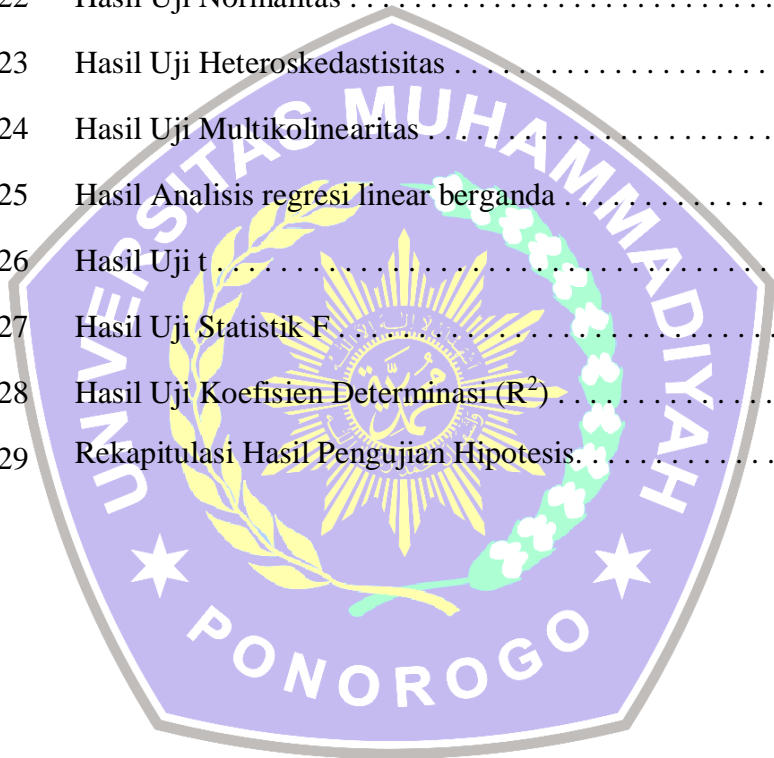 22 Hasil Uji Normalitas . . . . . . . . . . . . . . . . . . . . . . . . . . .
23 Hasil Uji Heteroskedastisitas . . . . . . . . . . . . . . . . . . . .
24 Hasil Uji Multikolinearitas . . . . . . . . . . . . . . . . . . . . . .
25 Hasil Analisis regresi linear berganda . . . . . . . . . . . . .
26 Hasil Uji t . . . . . . . . . . . . . . . . . . . . . . . . . . . . . . . . . . .
27 Hasil Uji Statistik F . . . . . . . . . . . . . . . . . . . . . . . . . . . .
28 Hasil Uji Koefisien Determinasi (R²) . . . . . . . . . . . . . .
29 Rekapitulasi Hasil Pengujian Hipotesis. . . . . . . . . . . . .
UNIVERSITAS MUHAMMADIYAH
PONOROGO